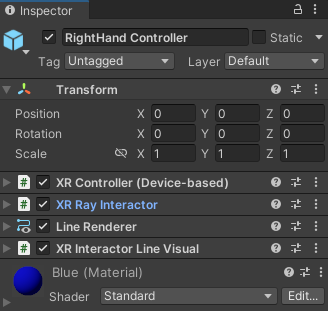 Inspector
RightHand Controller Static
Tag Untagged Layer Default
Transform
Position X 0 Y 0 Z 0
Rotation X 0 Y 0 Z 0
Scale X 1 Y 1 Z 1
XR Controller (Device-based)
XR Ray Interactor
Line Renderer
XR Interactor Line Visual
Blue (Material)
Shader Standard Edit...